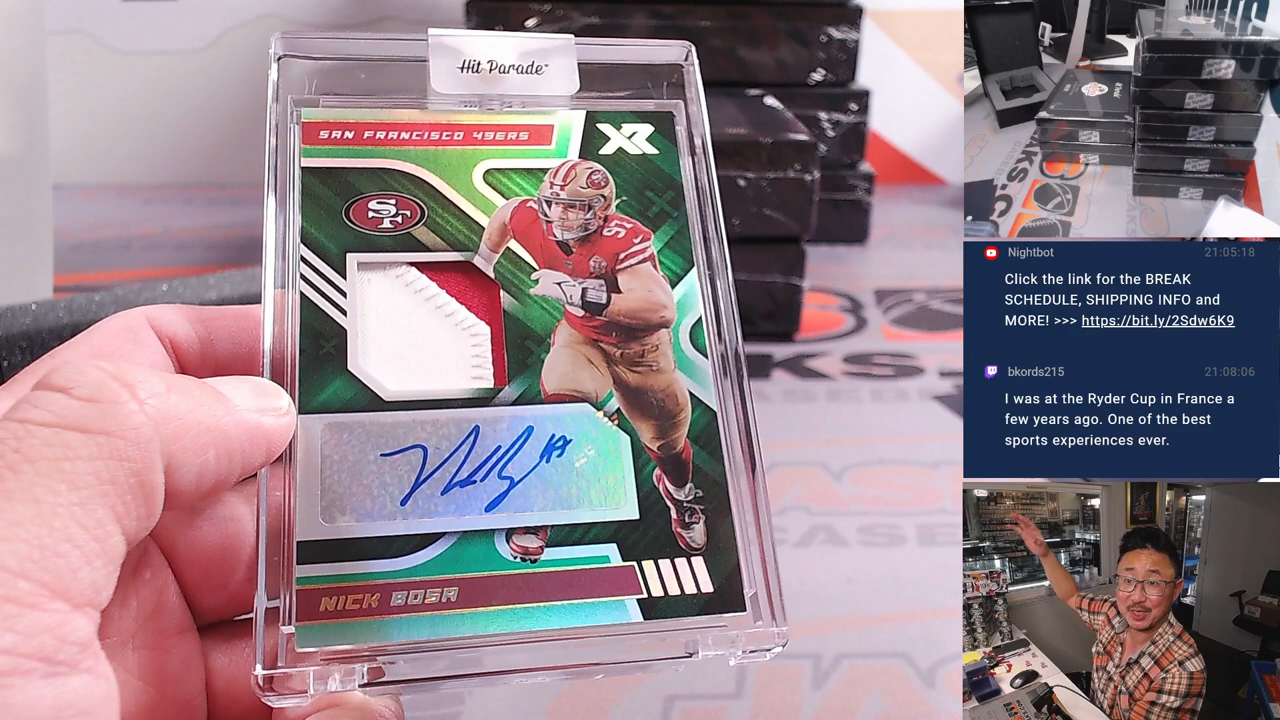 Hit Parade
SAN FRANCISCO 49ERS
XR
SF
97
NICK BOSA
Nightbot
21:05:18
Click the link for the BREAK
SCHEDULE, SHIPPING INFO and
MORE! >>> https://bit.ly/2Sdw6K9
bkords215
21:08:06
I was at the Ryder Cup in France a
few years ago. One of the best
sports experiences ever.